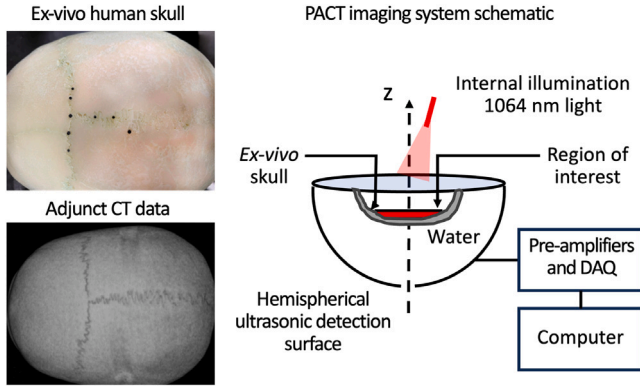 Ex-vivo human skull
PACT imaging system schematic
Z
Internal illumination
1064 nm light
Ex-vivo
skull
Region of
interest
Adjunct CT data
Water
Pre-amplifiers
and DAQ
Hemispherical
ultrasonic detection
surface
Computer